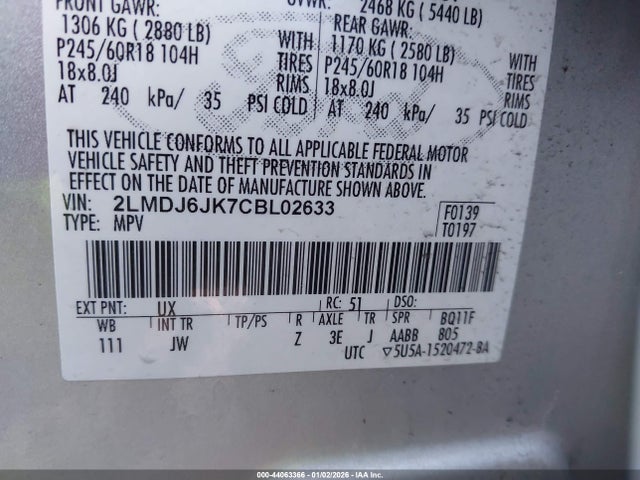 FRONT GAWR:
1306 KG ( 2880 LB) WITH
P245/60R18 104H TIRES
18x8.0J RIMS
AT 240 kPa/ 35 PSI COLD
GVWR: 2468 KG ( 5440 LB)
REAR GAWR: WITH
1170 KG ( 2580 LB) TIRES
P245/60R18 104H RIMS
18x8.0J
AT 240 kPa/ 35 PSI COLD
THIS VEHICLE CONFORMS TO ALL APPLICABLE FEDERAL MOTOR
VEHICLE SAFETY AND THEFT PREVENTION STANDARDS IN
EFFECT ON THE DATE OF MANUFACTURE SHOWN ABOVE.
VIN: 2LMDJ6JK7CBL02633
TYPE: MPV
F0139
T0197
EXT PNT: UX RC: 51 DSO:
WB INT TR TP/PS R AXLE TR SPR BQ11F
111 JW Z 3E J AABB 805
UTC ▽5U5A-1520472-BA
000-44063366 - 01/02/2026 - IAAI.com